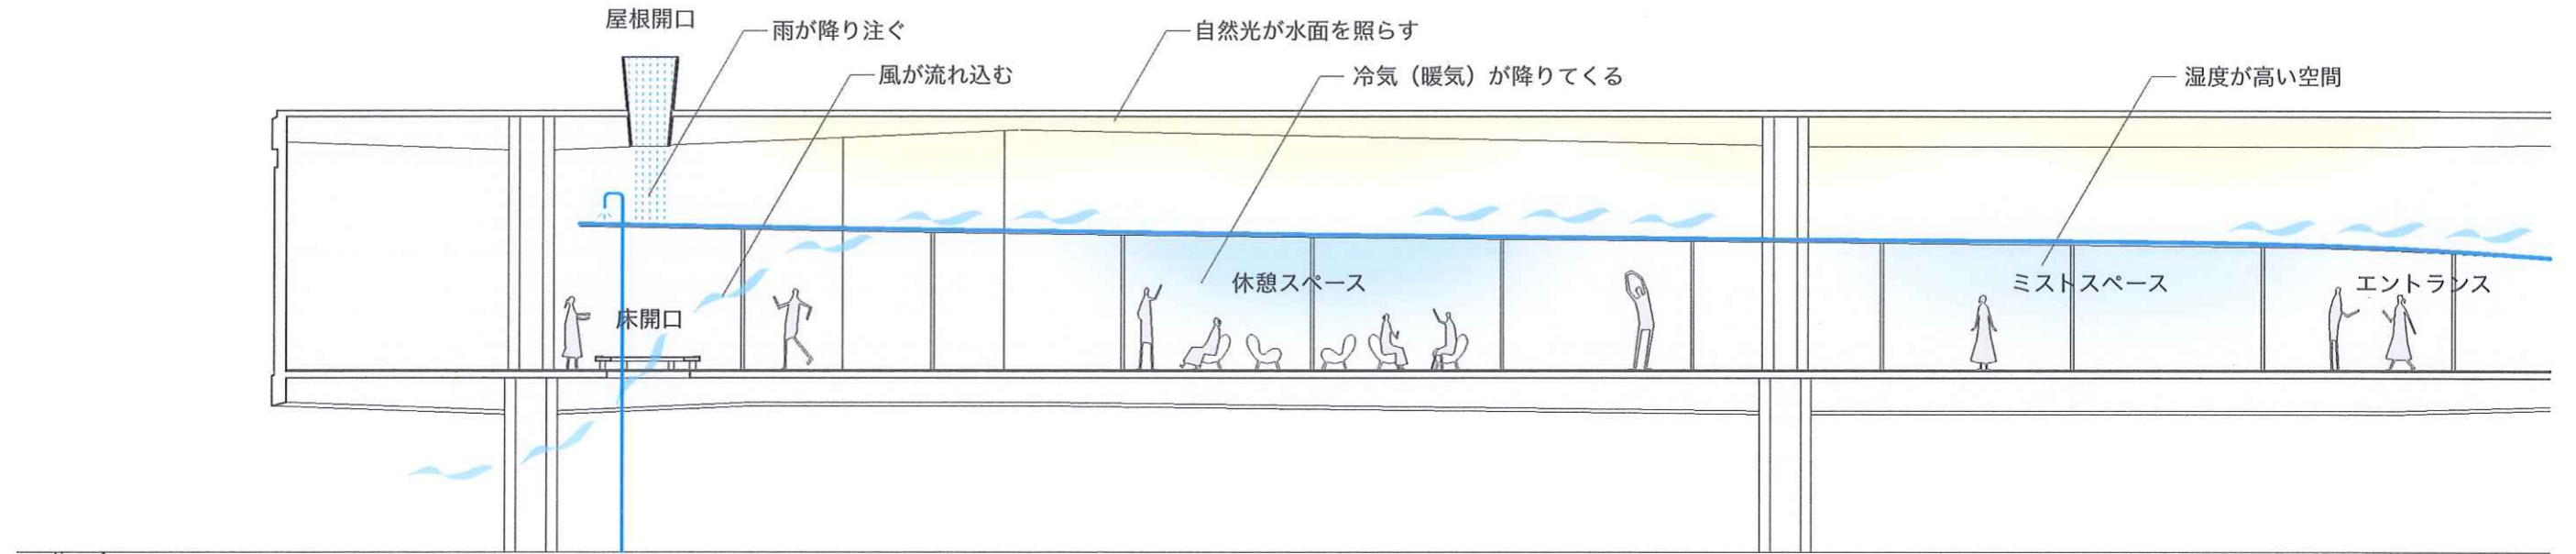 屋根開口
雨が降り注ぐ
自然光が水面を照らす
風が流れ込む
冷気（暖気）が降りてくる
湿度が高い空間
休憩スペース
ミストスペース
エントランス
床開口